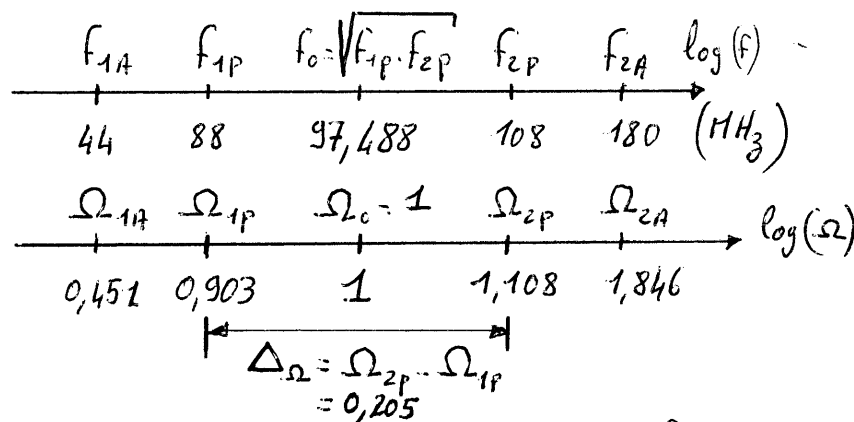 f₁A f₁p f₀ = √f₁p · f₂p f₂p f₂A log(f)
44 88 97,488 108 180 (MHz)
Ω₁A Ω₁p Ω₀ = 1 Ω₂p Ω₂A log(Ω)
0,451 0,903 1 1,108 1,846
ΔΩ = Ω₂p - Ω₁p
= 0,205